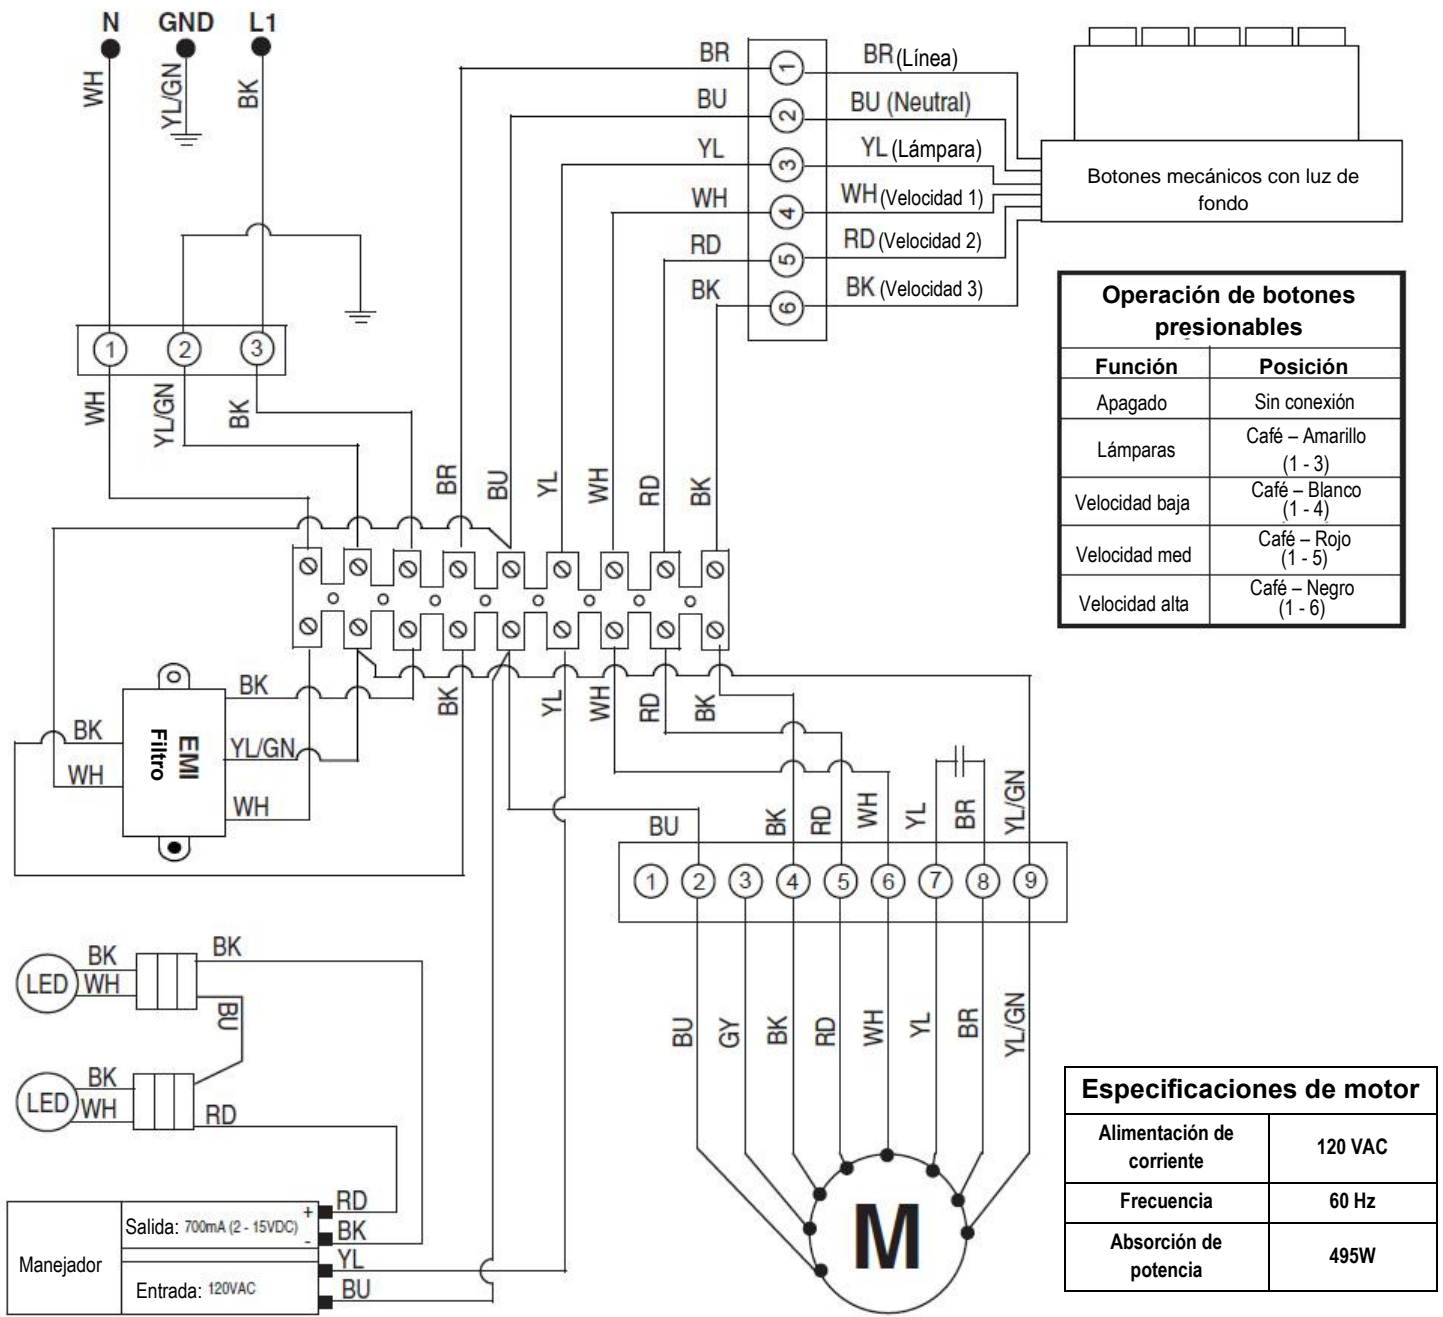 N GND L1
WH YL/GN BK
BR
BU
YL
WH
RD
BK
1
2
3
4
5
6
BR (Línea)
BU (Neutral)
YL (Lámpara)
WH (Velocidad 1)
RD (Velocidad 2)
BK (Velocidad 3)
Botones mecánicos con luz de
fondo
Operación de botones
presionables
Función Posición
Apagado Sin conexión
Lámparas Café – Amarillo
(1 - 3)
Velocidad baja Café – Blanco
(1 - 4)
Velocidad med Café – Rojo
(1 - 5)
Velocidad alta Café – Negro
(1 - 6)
1 2 3
WH YL/GN BK
BR BU YL WH RD BK
BK
BK YL/GN
WH WH
EMI
Filtro
BK YL WH RD BK
BU BK RD WH YL BR YL/GN
1 2 3 4 5 6 7 8 9
BU GY BK RD WH YL BR YL/GN
M
LED BK
WH
BK
BU
LED BK
WH
RD
Manejador
Salida: 700mA (2 - 15VDC)
+
-
Entrada: 120VAC
RD
BK
YL
BU
Especificaciones de motor
Alimentación de
corriente
120 VAC
Frecuencia 60 Hz
Absorción de
potencia
495W